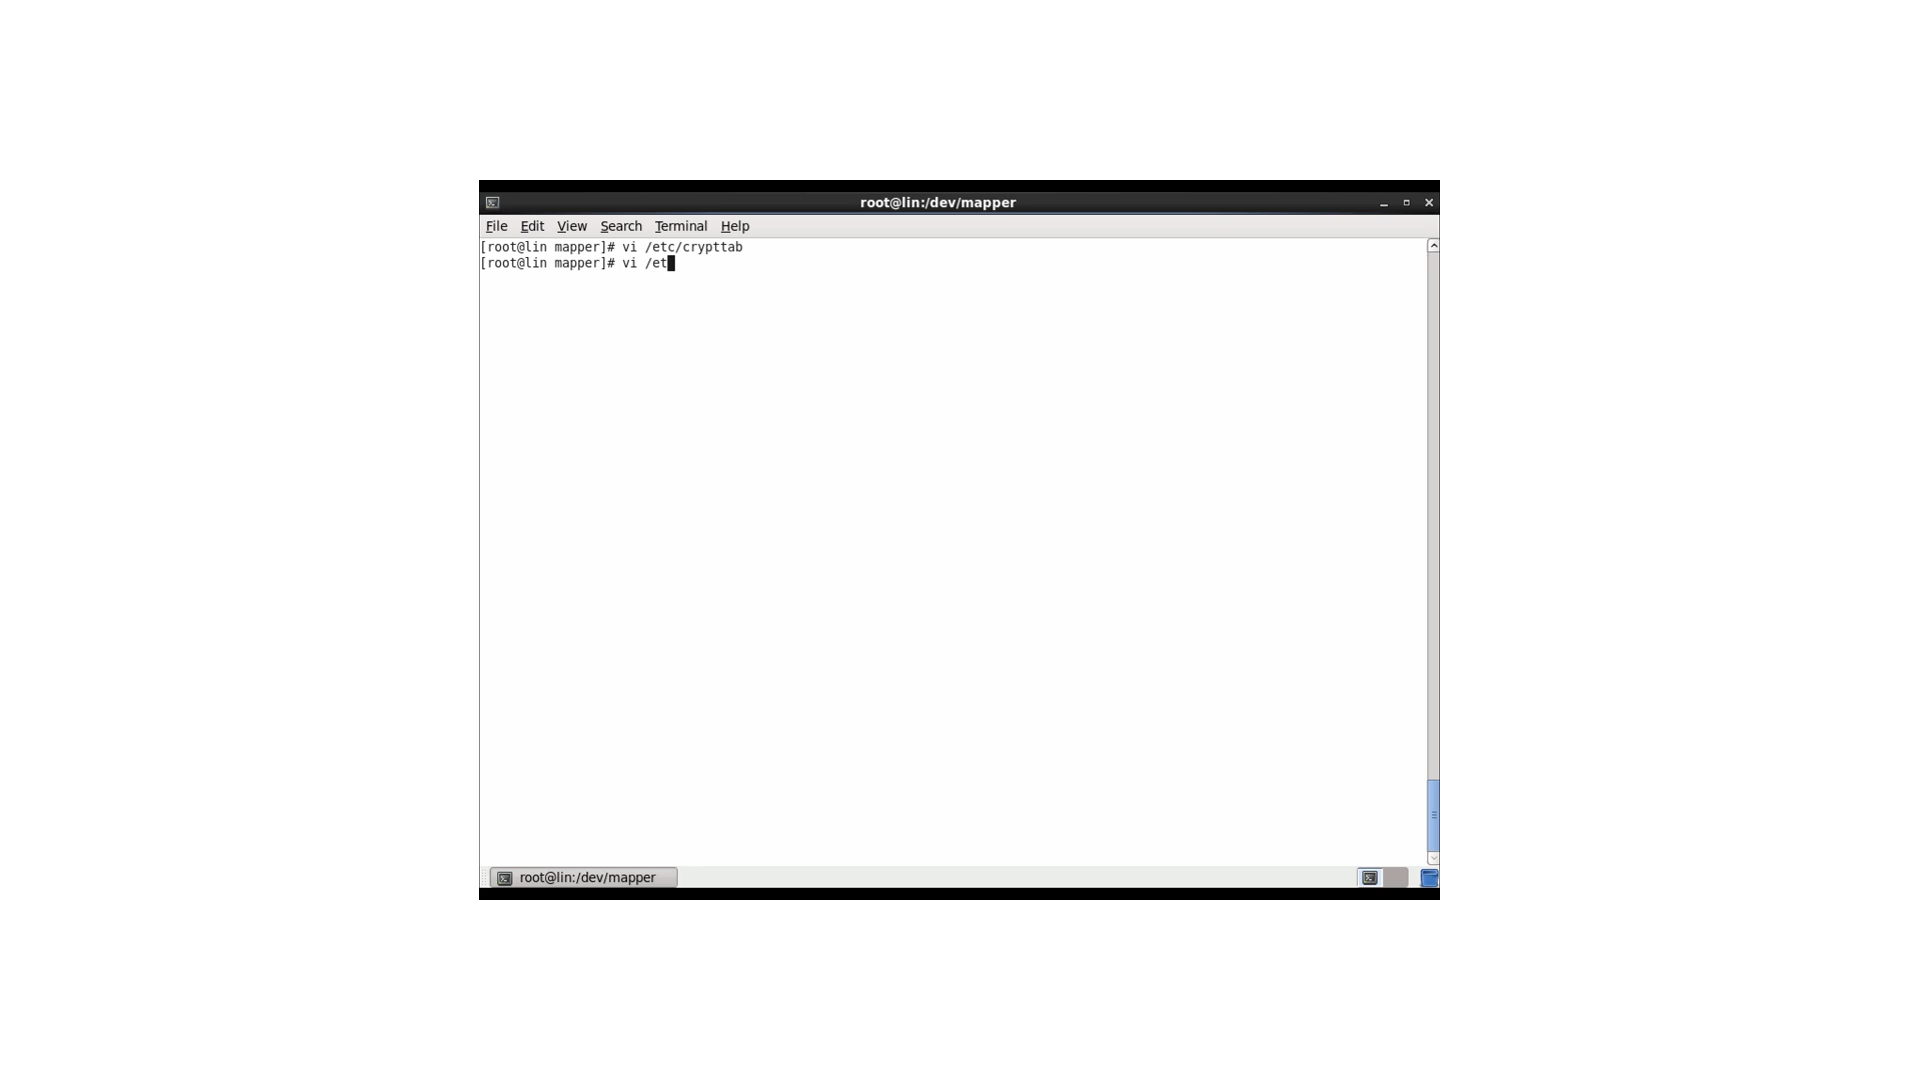 root@lin:/dev/mapper
File Edit View Search Terminal Help
[root@lin mapper]# vi /etc/crypttab
[root@lin mapper]# vi /et
root@lin:/dev/mapper